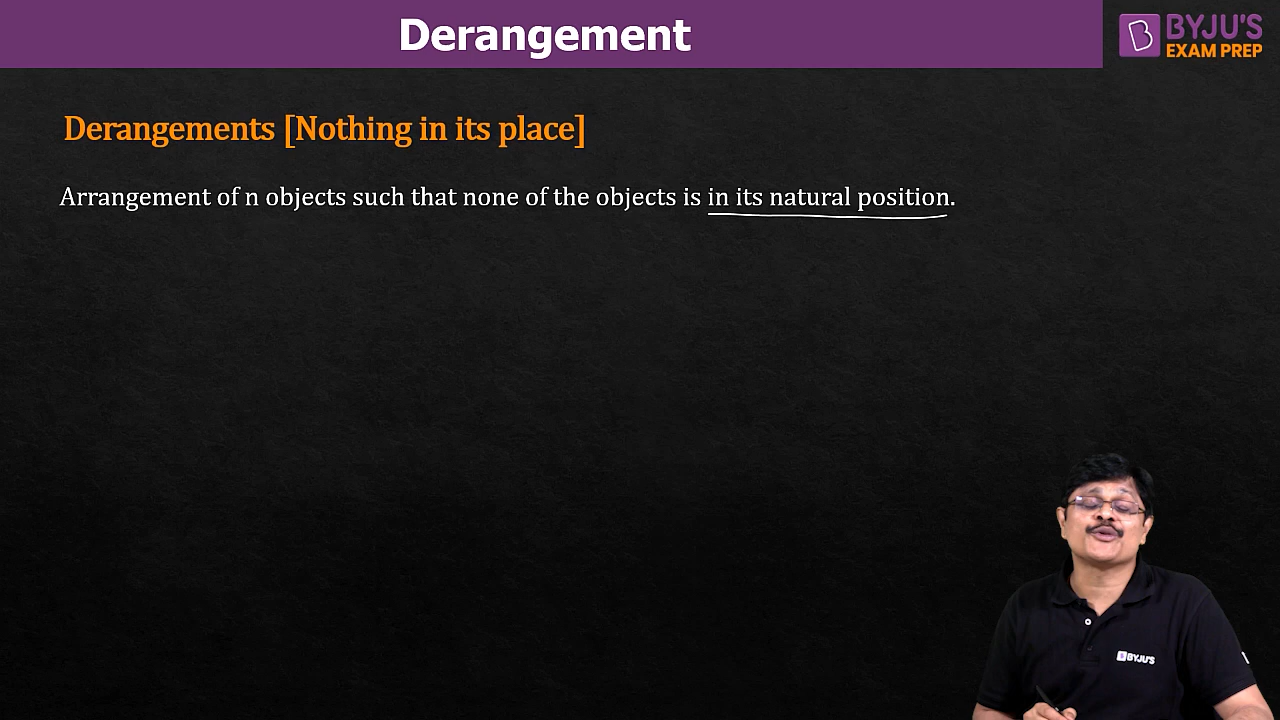 Derangement
BYJU'S
EXAM PREP
Derangements [Nothing in its place]
Arrangement of n objects such that none of the objects is in its natural position.
BYJU'S